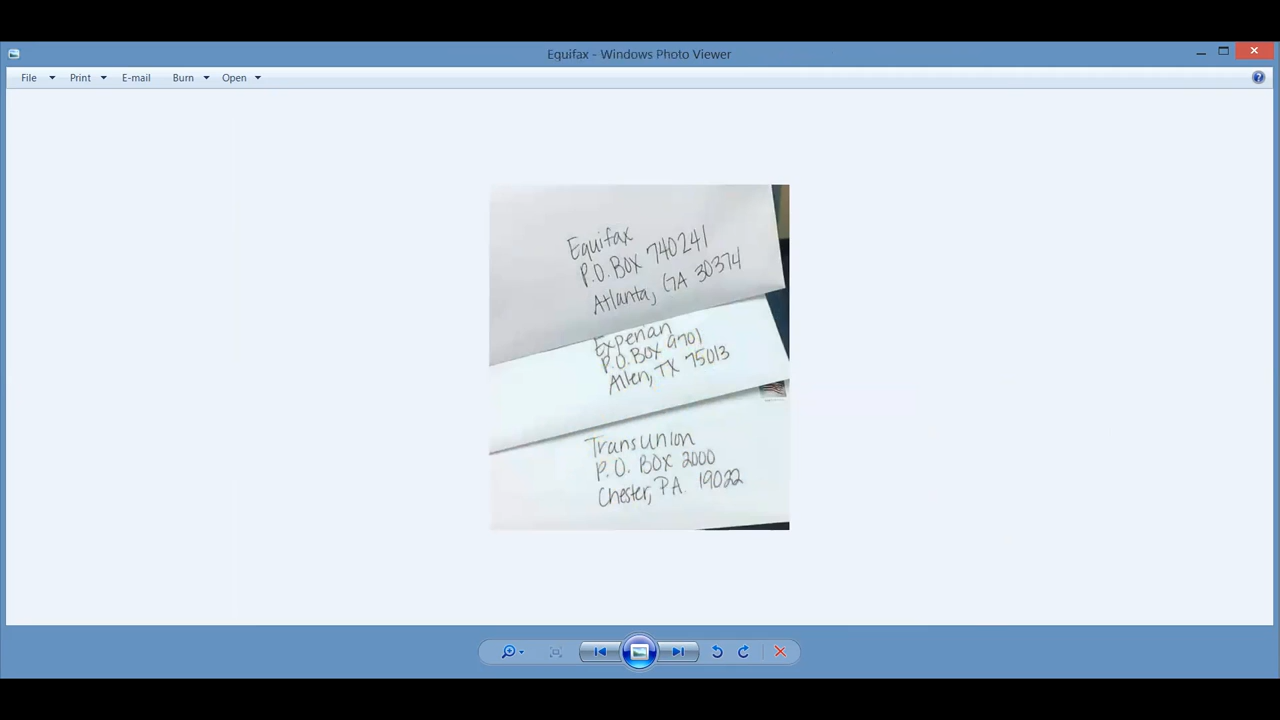 Equifax - Windows Photo Viewer
File Print E-mail Burn Open
Equifax
P.O. Box 740241
Atlanta, GA 30374
Experian
P.O. Box 9701
Allen, TX 75013
TransUnion
P.O. Box 2000
Chester, PA 19022